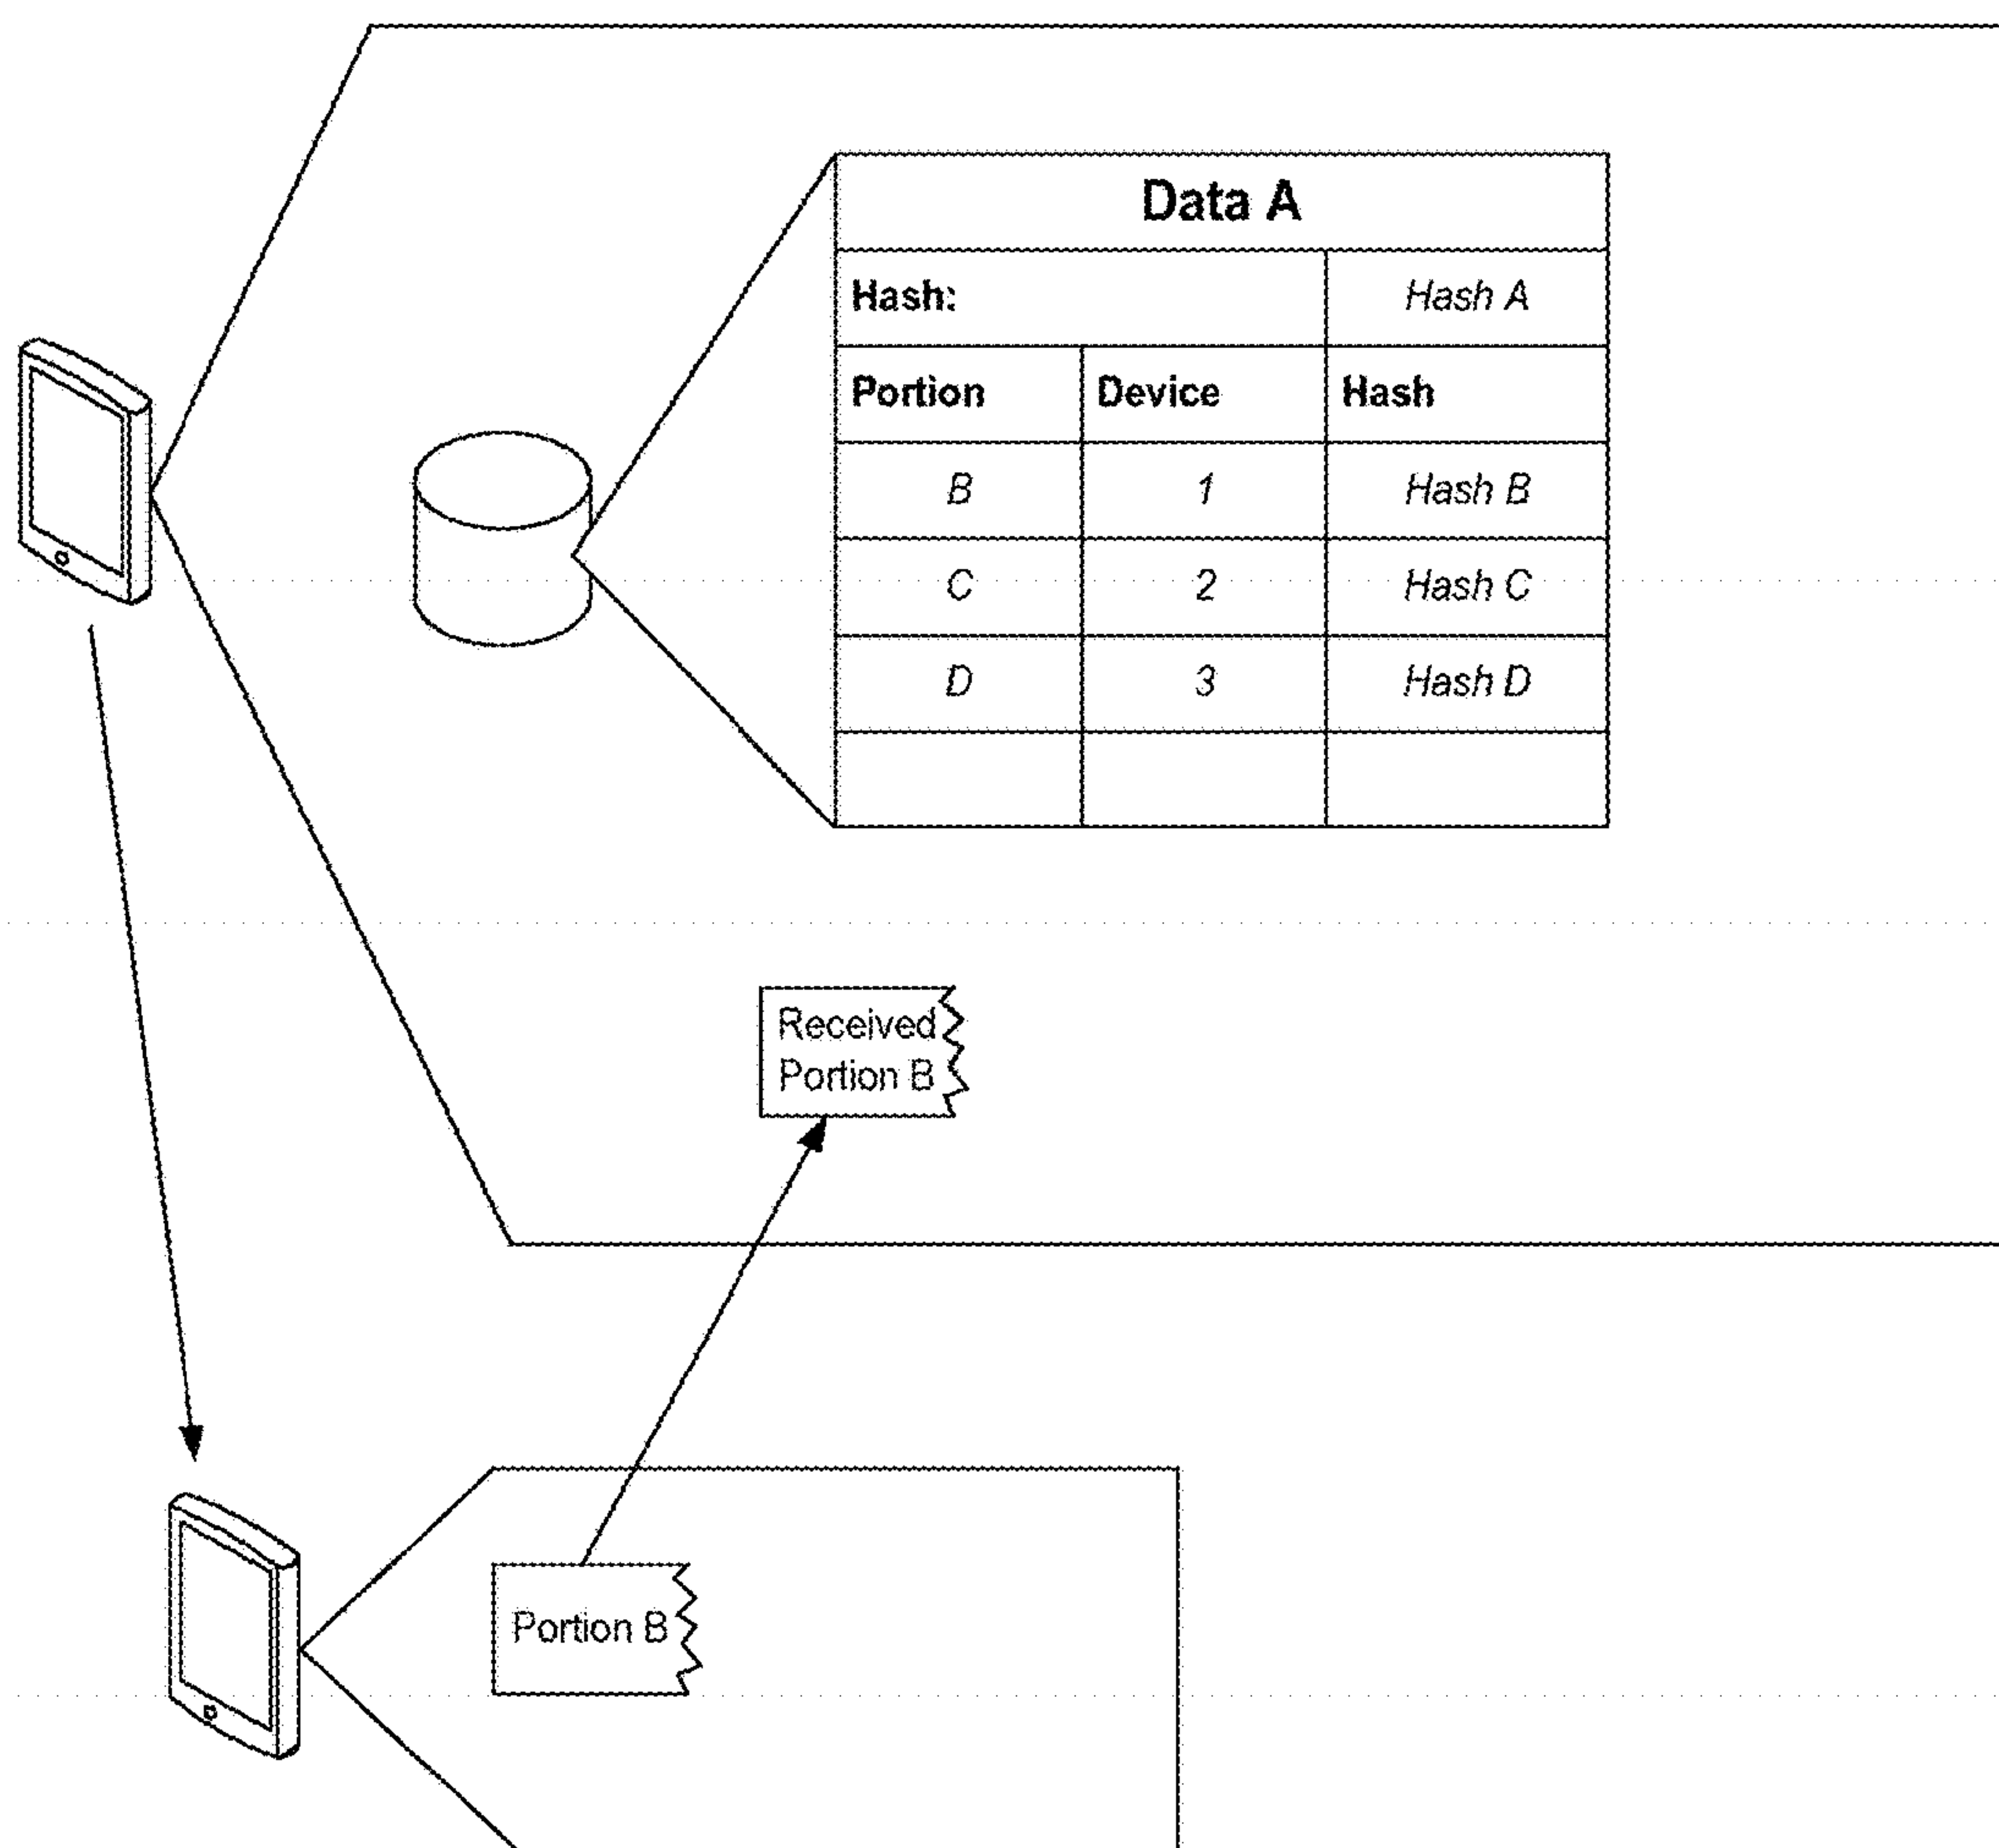 Data A
Hash: Hash A
Portion Device Hash
B 1 Hash B
C 2 Hash C
D 3 Hash D
Received
Portion B
Portion B